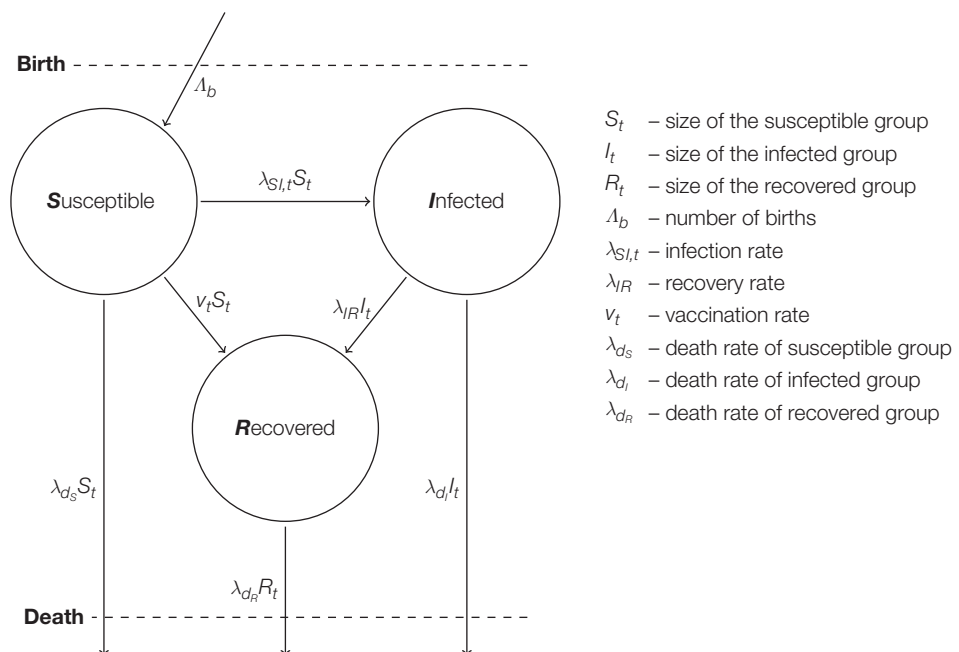 Birth
Λb
Susceptible
λSI,tSt
Infected
vtSt
λIRIt
Recovered
λdSSt
λdIIt
λdRRt
Death
St – size of the susceptible group
It – size of the infected group
Rt – size of the recovered group
Λb – number of births
λSI,t – infection rate
λIR – recovery rate
vt – vaccination rate
λdS – death rate of susceptible group
λdI – death rate of infected group
λdR – death rate of recovered group